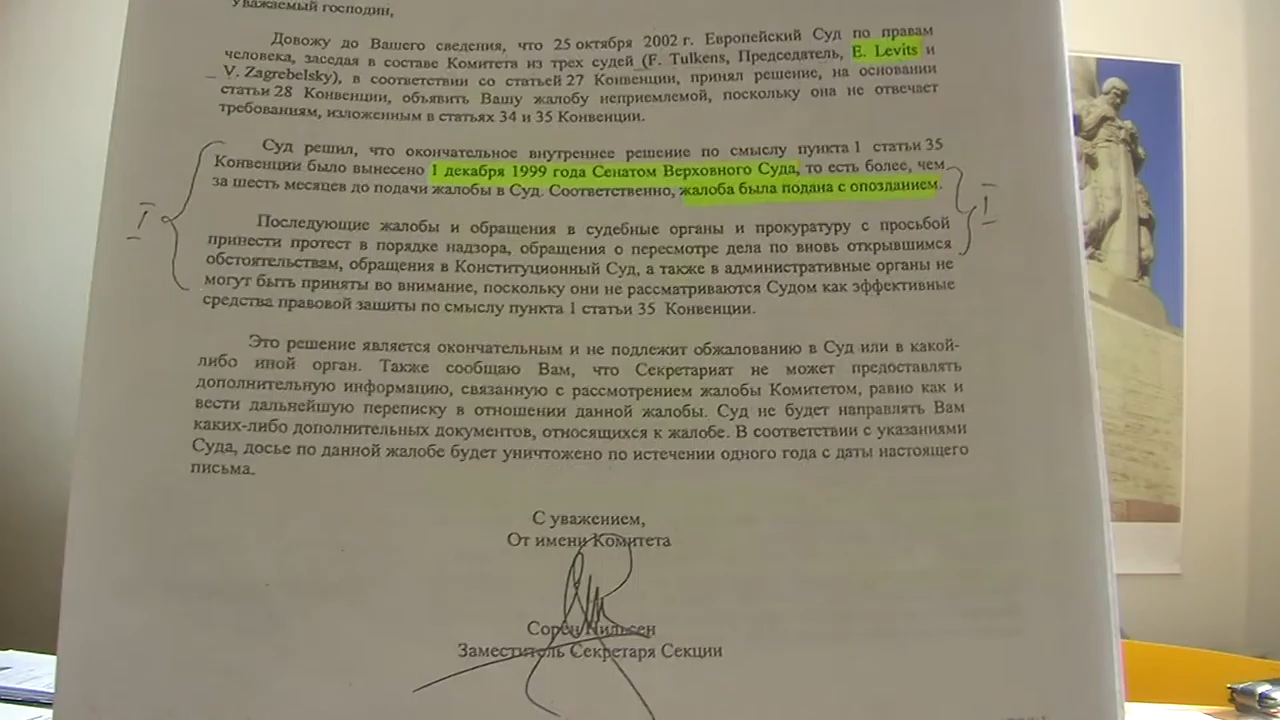 Уважаемый господин,
Довожу до Вашего сведения, что 25 октября 2002 г. Европейский Суд по правам
человека, заседая в составе Комитета из трех судей (F. Tulkens, Председатель, E. Levits и
V. Zagrebelsky), в соответствии со статьей 27 Конвенции, принял решение, на основании
статьи 28 Конвенции, объявить Вашу жалобу неприемлемой, поскольку она не отвечает
требованиям, изложенным в статьях 34 и 35 Конвенции.
Суд решил, что окончательное внутреннее решение по смыслу пункта 1 статьи 35
Конвенции было вынесено 1 декабря 1999 года Сенатом Верховного Суда, то есть более, чем
за шесть месяцев до подачи жалобы в Суд. Соответственно, жалоба была подана с опозданием.
I I
Последующие жалобы и обращения в судебные органы и прокуратуру с просьбой
принести протест в порядке надзора, обращения о пересмотре дела по вновь открывшимся
обстоятельствам, обращения в Конституционный Суд, а также в административные органы не
могут быть приняты во внимание, поскольку они не рассматриваются Судом как эффективные
средства правовой защиты по смыслу пункта 1 статьи 35 Конвенции.
Это решение является окончательным и не подлежит обжалованию в Суд или в какой-
либо иной орган. Также сообщаю Вам, что Секретариат не может предоставлять
дополнительную информацию, связанную с рассмотрением жалобы Комитетом, равно как и
вести дальнейшую переписку в отношении данной жалобы. Суд не будет направлять Вам
каких-либо дополнительных документов, относящихся к жалобе. В соответствии с указаниями
Суда, досье по данной жалобе будет уничтожено по истечении одного года с даты настоящего
письма.
С уважением,
От имени Комитета
Сорен Нильсен
Заместитель Секретаря Секции